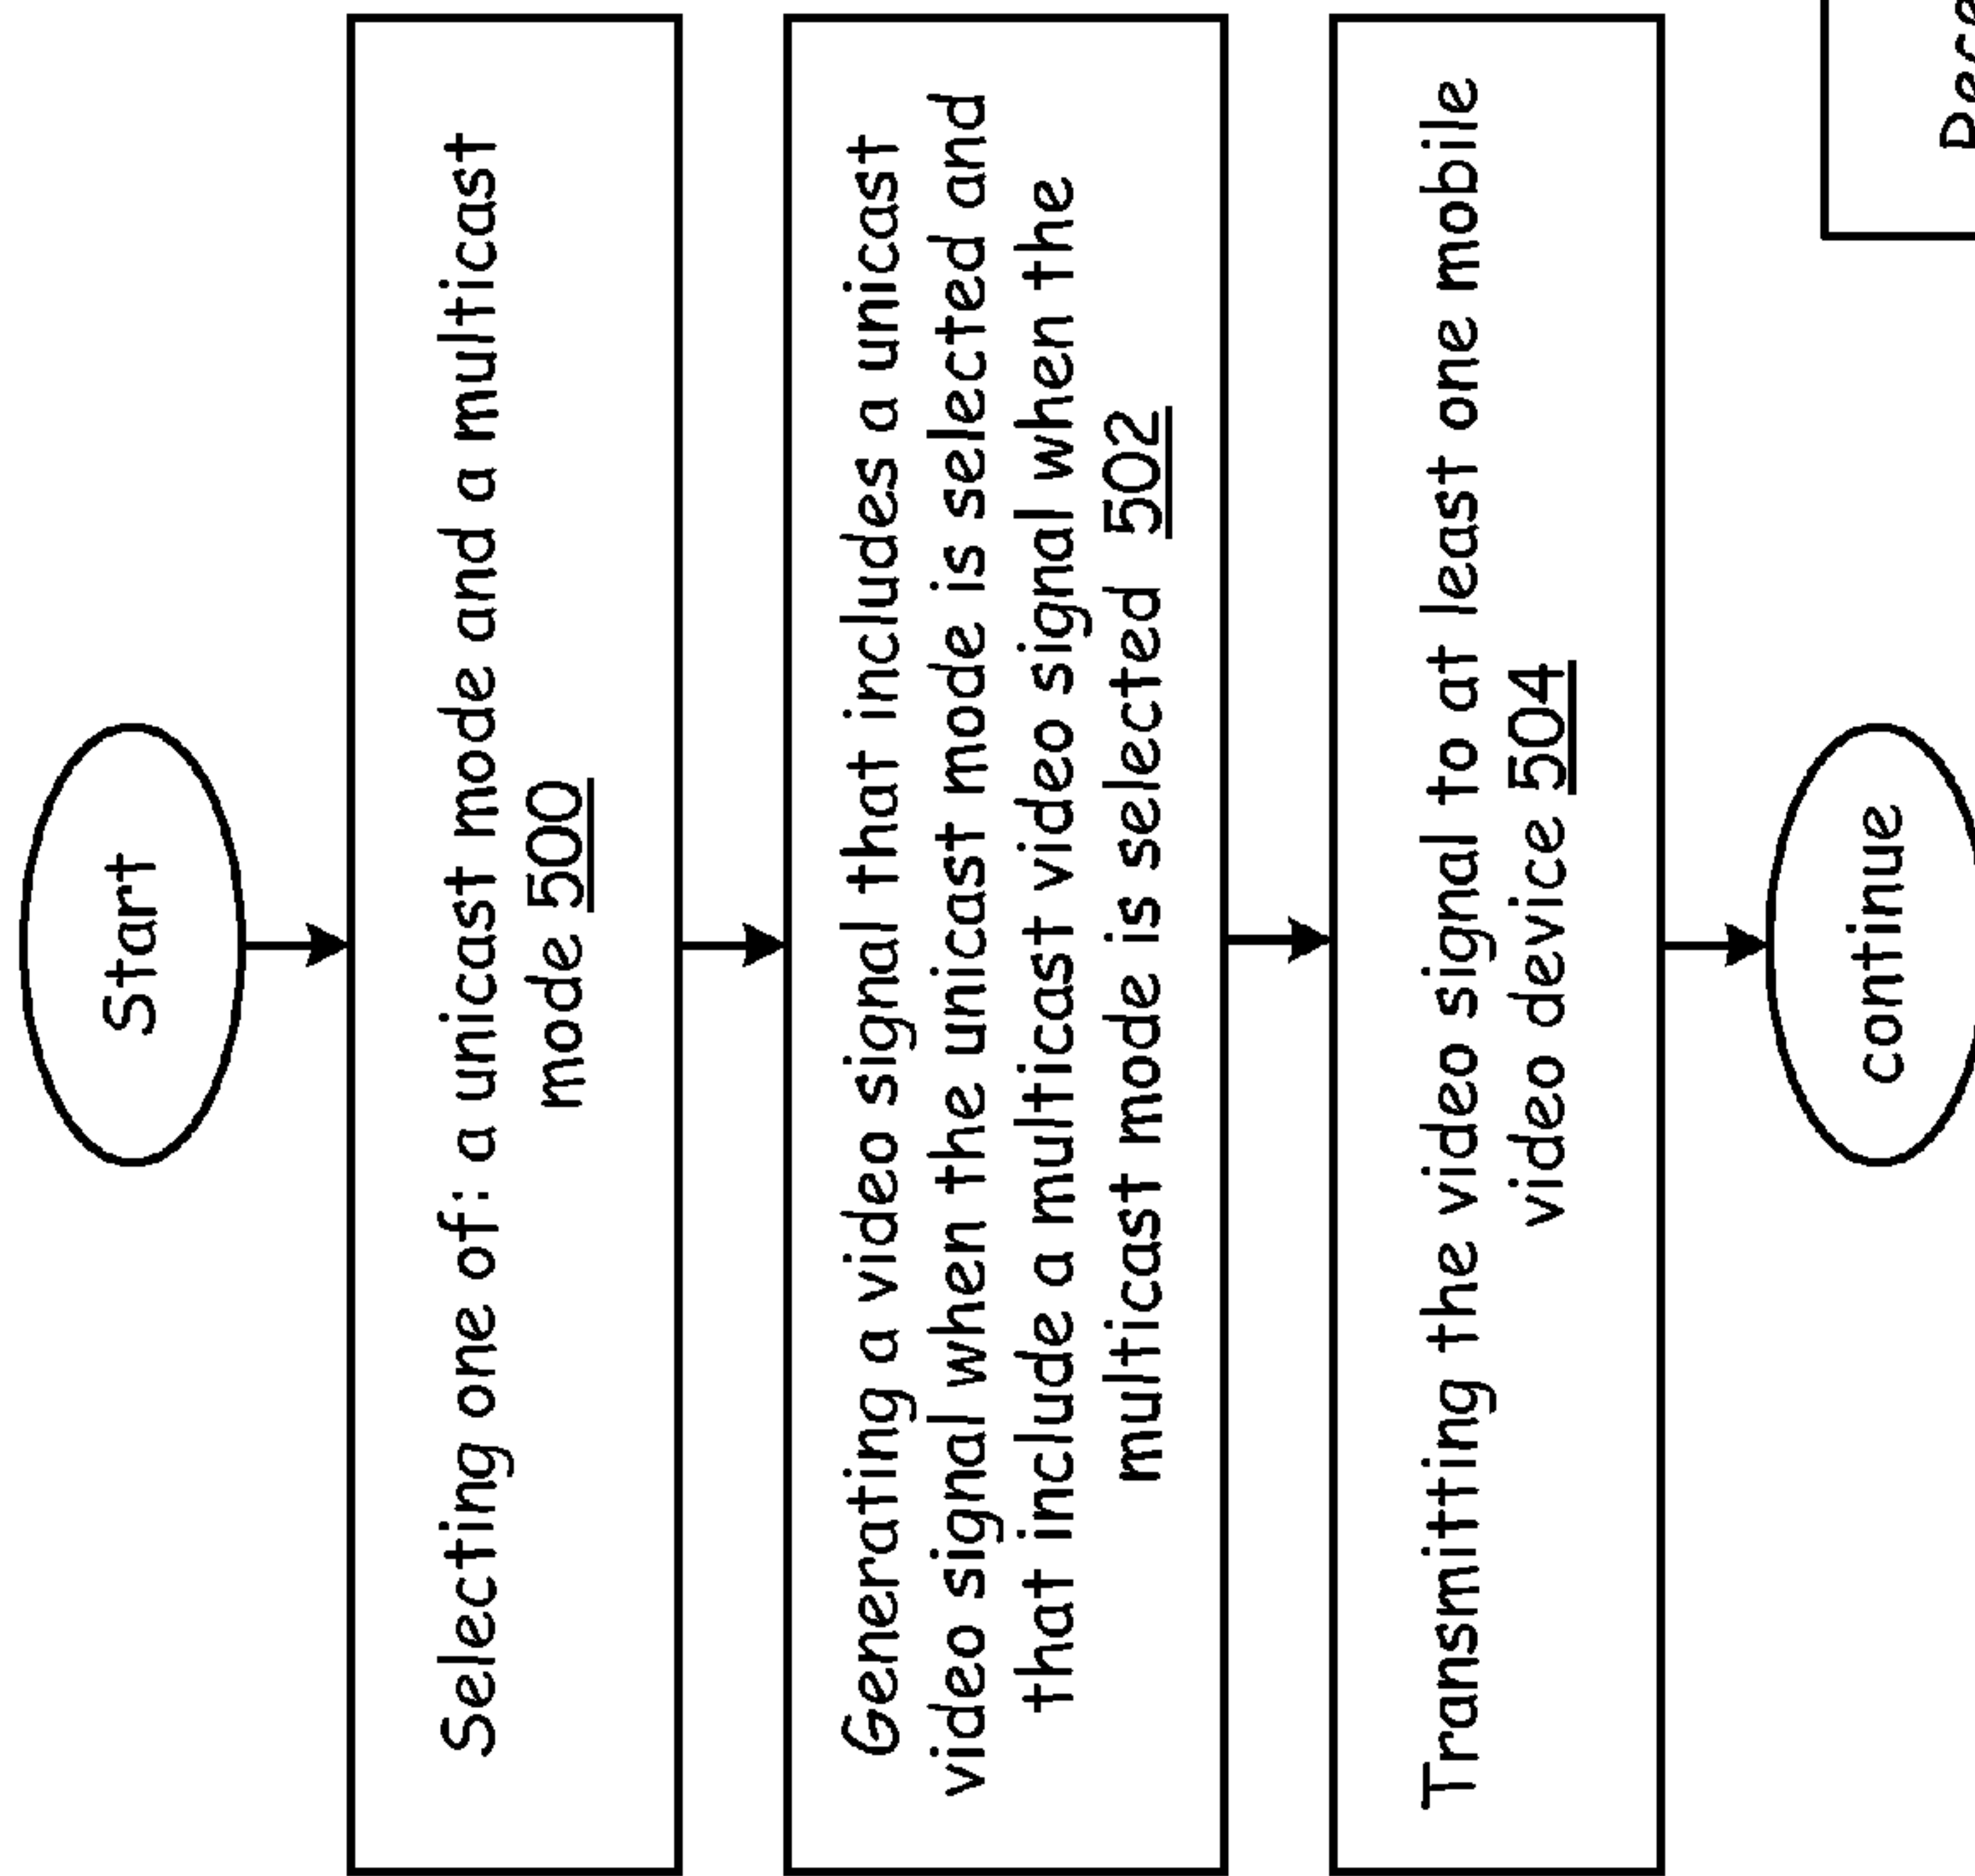 Start
Selecting one of: a unicast mode and a multicast
mode 500
Generating a video signal that includes a unicast
video signal when the unicast mode is selected and
that include a multicast video signal when the
multicast mode is selected 502
Transmitting the video signal to at least one mobile
video device 504
continue